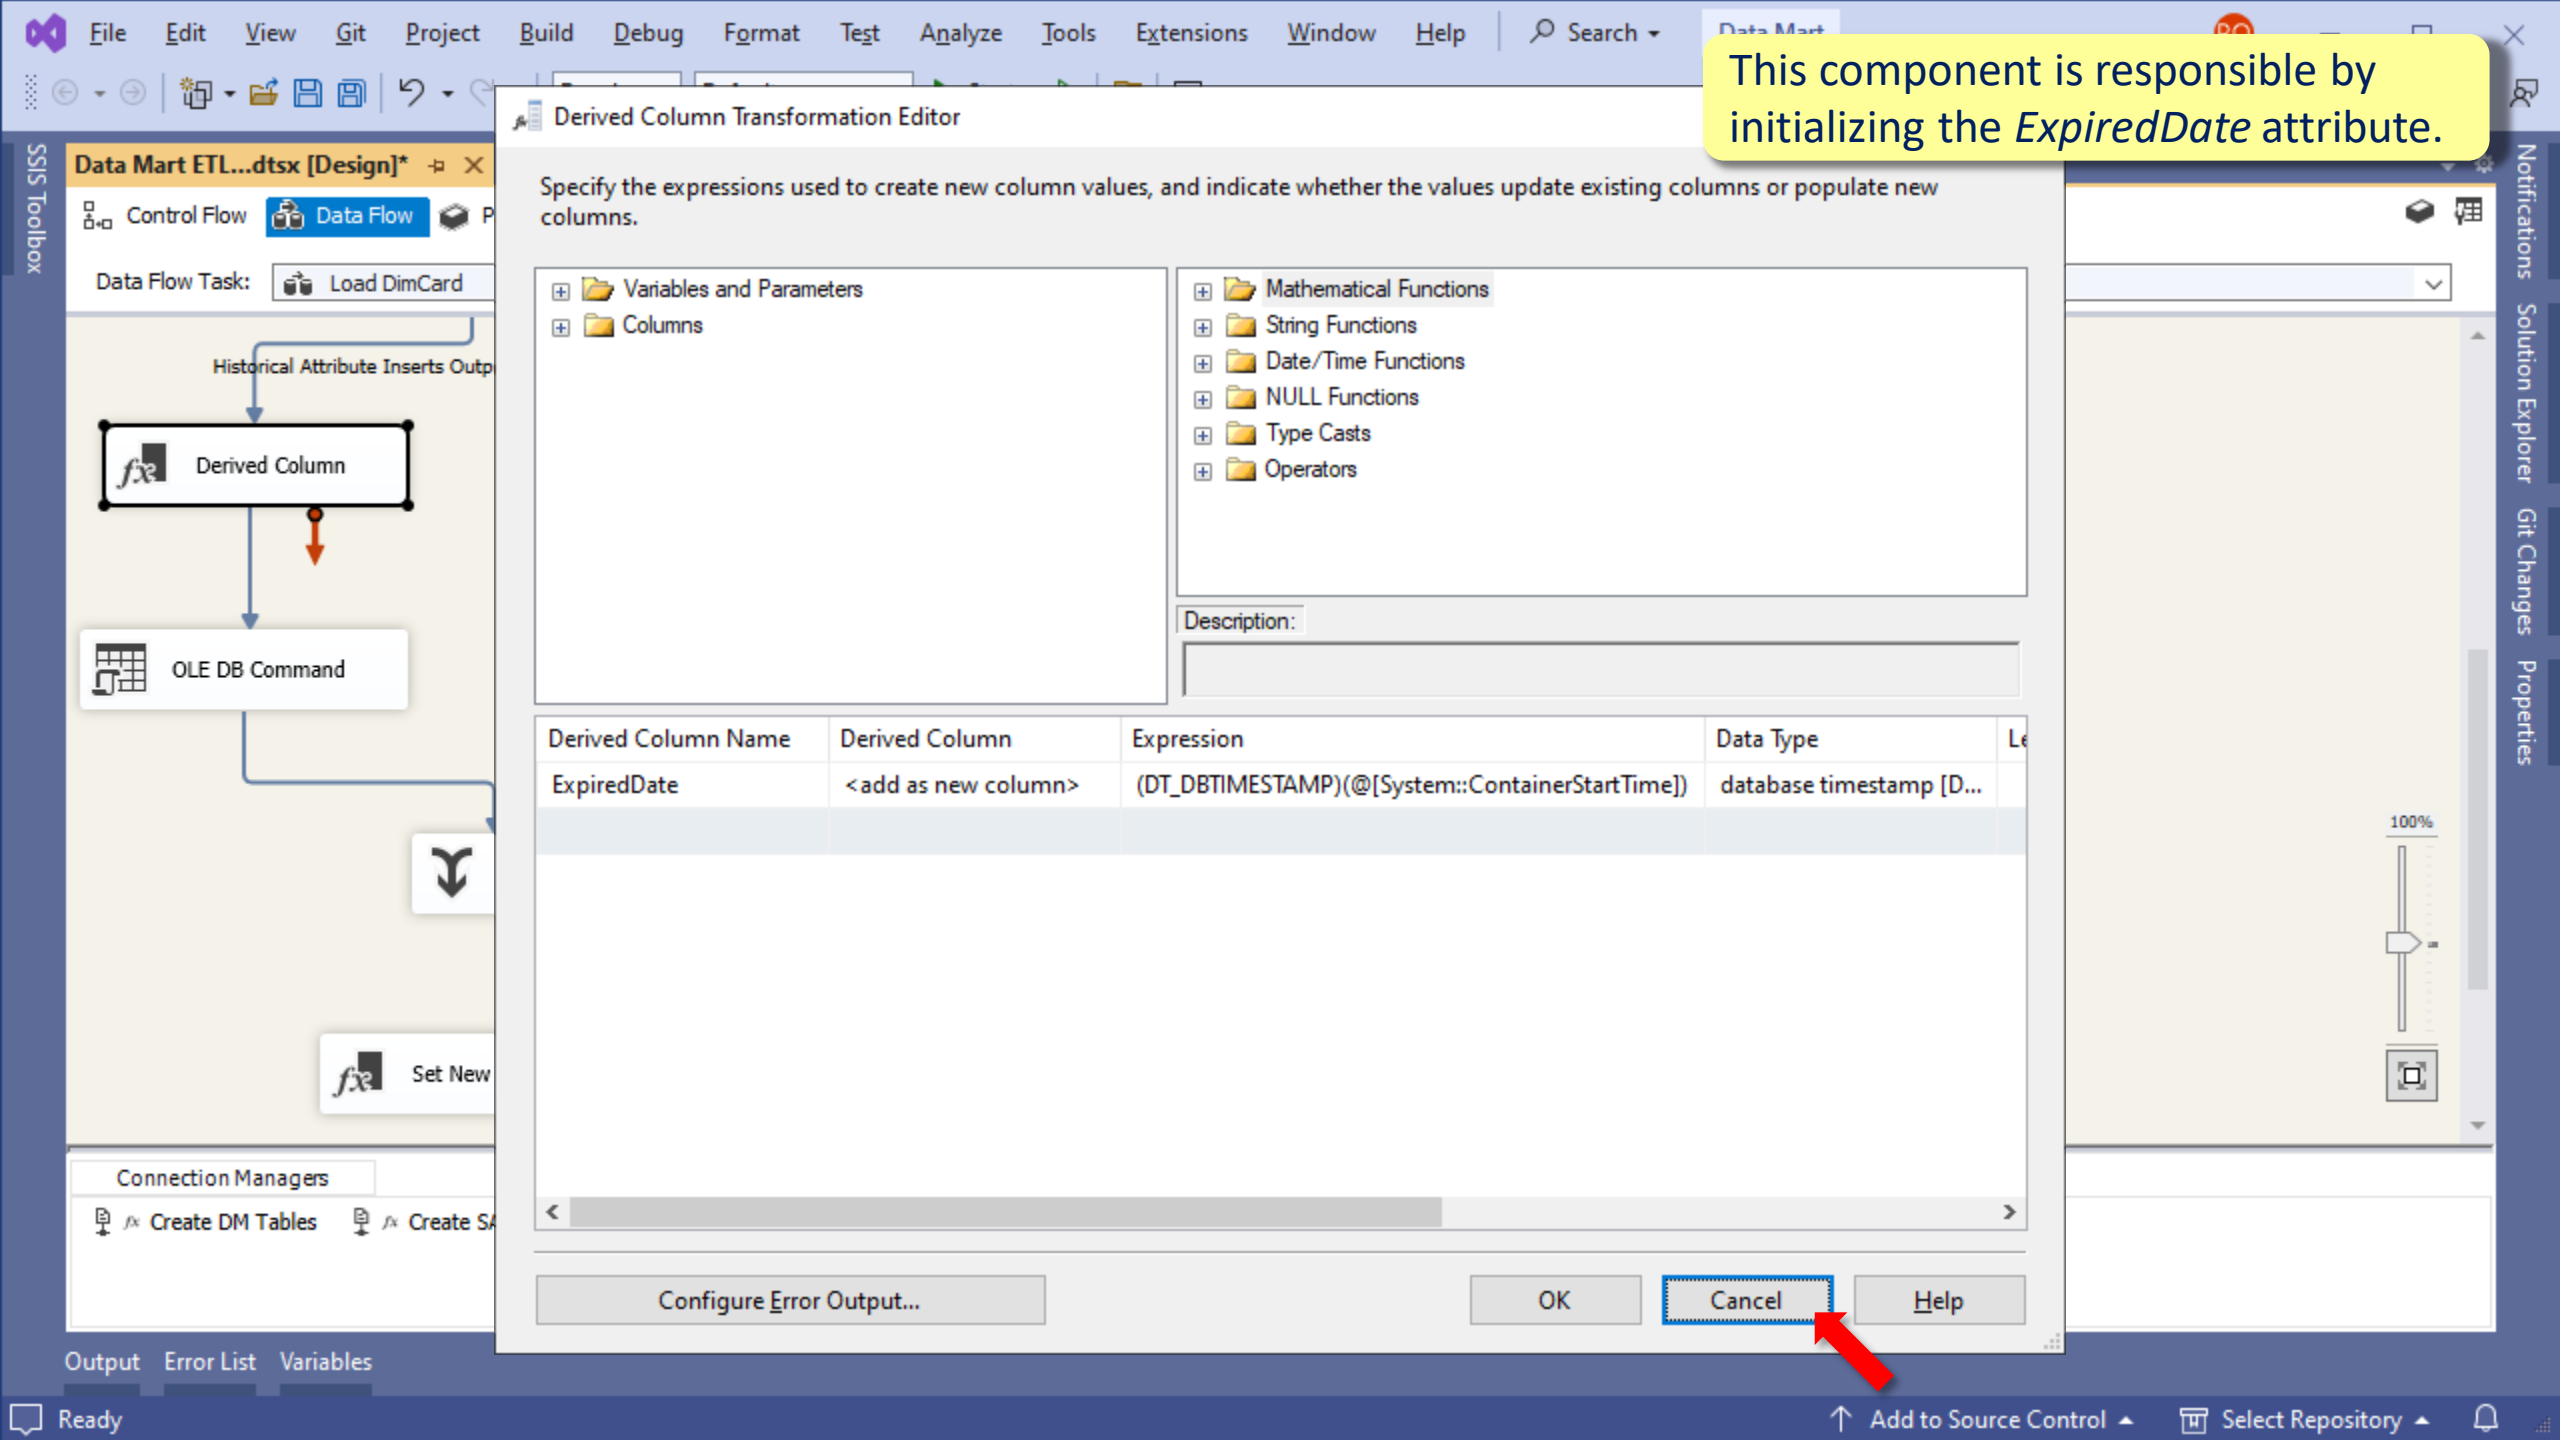 File Edit View Git Project Build Debug Format Test Analyze Tools Extensions Window Help Search Data Mart
This component is responsible by
initializing the ExpiredDate attribute.
Derived Column Transformation Editor
Specify the expressions used to create new column values, and indicate whether the values update existing columns or populate new
columns.
SSIS Toolbox
Data Mart ETL...dtsx [Design]*
Control Flow Data Flow P
Data Flow Task: Load DimCard
Historical Attribute Inserts Outp
Derived Column
OLE DB Command
Set New
Variables and Parameters
Columns
Mathematical Functions
String Functions
Date/Time Functions
NULL Functions
Type Casts
Operators
Description:
Derived Column Name Derived Column Expression Data Type Le
ExpiredDate <add as new column> (DT_DBTIMESTAMP)(@[System::ContainerStartTime]) database timestamp [D...
Configure Error Output... OK Cancel Help
100%
Notifications
Solution Explorer
Git Changes
Properties
Connection Managers
Create DM Tables Create SA
Output Error List Variables
Ready Add to Source Control Select Repository